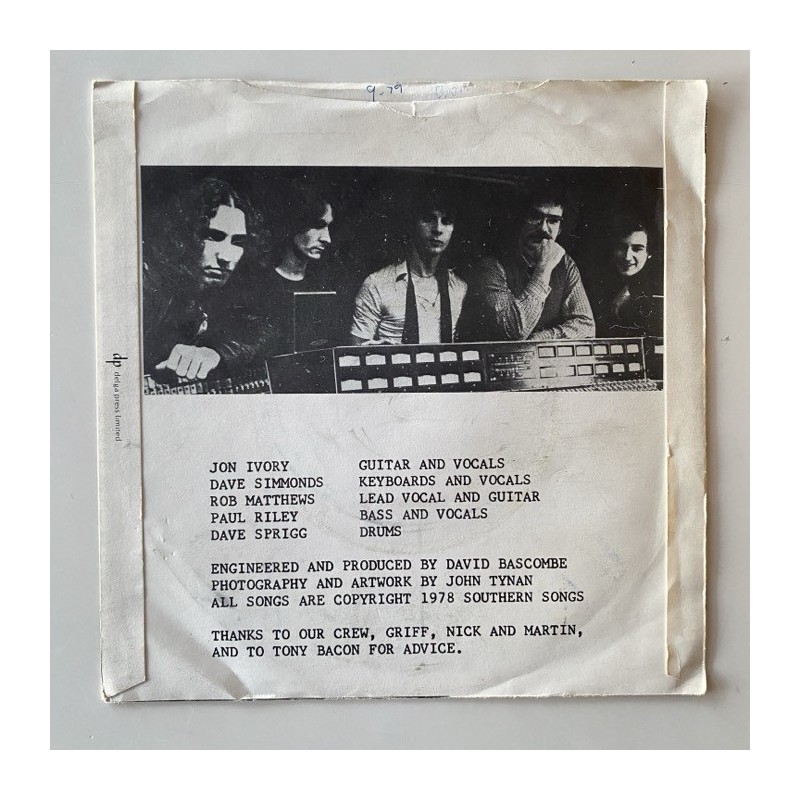 9-79
dp delga press limited
JON IVORY GUITAR AND VOCALS
DAVE SIMMONDS KEYBOARDS AND VOCALS
ROB MATTHEWS LEAD VOCAL AND GUITAR
PAUL RILEY BASS AND VOCALS
DAVE SPRIGG DRUMS
ENGINEERED AND PRODUCED BY DAVID BASCOMBE
PHOTOGRAPHY AND ARTWORK BY JOHN TYNAN
ALL SONGS ARE COPYRIGHT 1978 SOUTHERN SONGS
THANKS TO OUR CREW, GRIFF, NICK AND MARTIN,
AND TO TONY BACON FOR ADVICE.